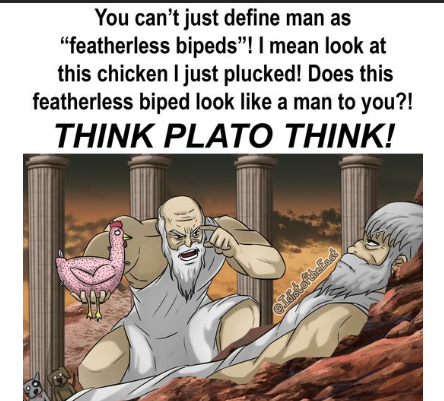 You can't just define man as
“featherless bipeds”! I mean look at
this chicken I just plucked! Does this
featherless biped look like a man to you?!
THINK PLATO THINK!
@IdiotoftheEast